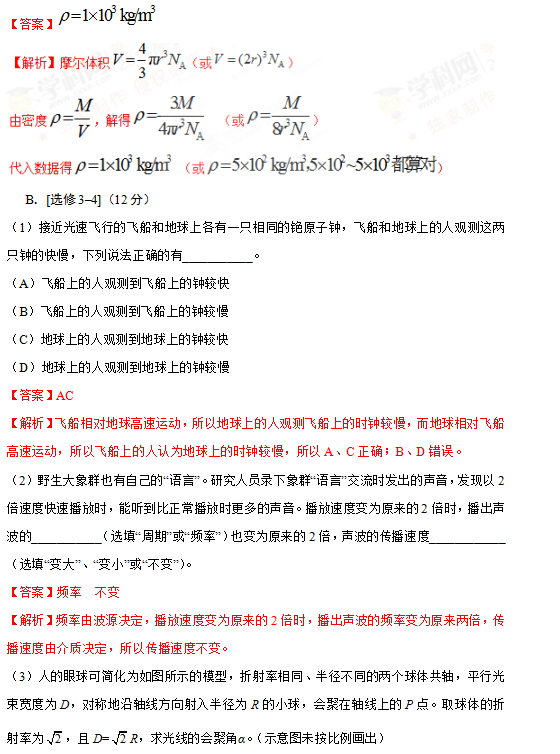 【答案】ρ=1×10³ kg/m³
【解析】摩尔体积V=4/3πr³N_A（或V=(2r)³N_A）
由密度ρ=M/V，解得ρ=3M/4πr³N_A （或ρ=M/8r³N_A）
代入数据得ρ=1×10³ kg/m³ （或ρ=5×10² kg/m³,5×10²~5×10³都算对）
B．[选修3–4]（12分）
（1）接近光速飞行的飞船和地球上各有一只相同的铯原子钟，飞船和地球上的人观测这两
只钟的快慢，下列说法正确的有____________。
（A）飞船上的人观测到飞船上的钟较快
（B）飞船上的人观测到飞船上的钟较慢
（C）地球上的人观测到地球上的钟较快
（D）地球上的人观测到地球上的钟较慢
【答案】AC
【解析】飞船相对地球高速运动，所以地球上的人观测飞船上的时钟较慢，而地球相对飞船
高速运动，所以飞船上的人认为地球上的时钟较慢，所以A、C正确；B、D错误。
（2）野生大象群也有自己的“语言”。研究人员录下象群“语言”交流时发出的声音，发现以2
倍速度快速播放时，能听到比正常播放时更多的声音。播放速度变为原来的2倍时，播出声
波的____________（选填“周期”或“频率”）也变为原来的2倍，声波的传播速度____________
（选填“变大”、“变小”或“不变”）。
【答案】频率 不变
【解析】频率由波源决定，播放速度变为原来的2倍时，播出声波的频率变为原来两倍，传
播速度由介质决定，所以传播速度不变。
（3）人的眼球可简化为如图所示的模型，折射率相同、半径不同的两个球体共轴，平行光
束宽度为D，对称地沿轴线方向射入半径为R的小球，会聚在轴线上的P点。取球体的折
射率为√2，且D=√2R，求光线的会聚角α。（示意图未按比例画出）